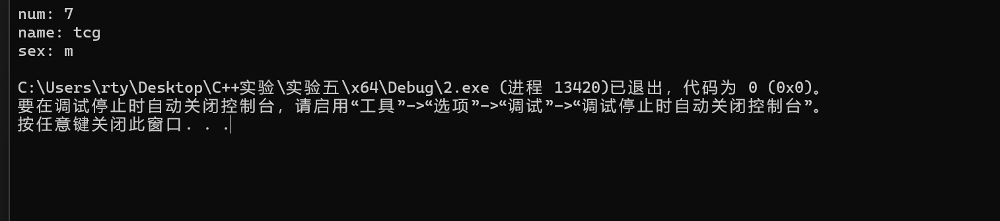 num: 7
name: tcg
sex: m
C:\Users\rty\Desktop\C++实验\实验五\x64\Debug\2.exe (进程 13420)已退出，代码为 0 (0x0)。
要在调试停止时自动关闭控制台，请启用“工具”->“选项”->“调试”->“调试停止时自动关闭控制台”。
按任意键关闭此窗口. . .